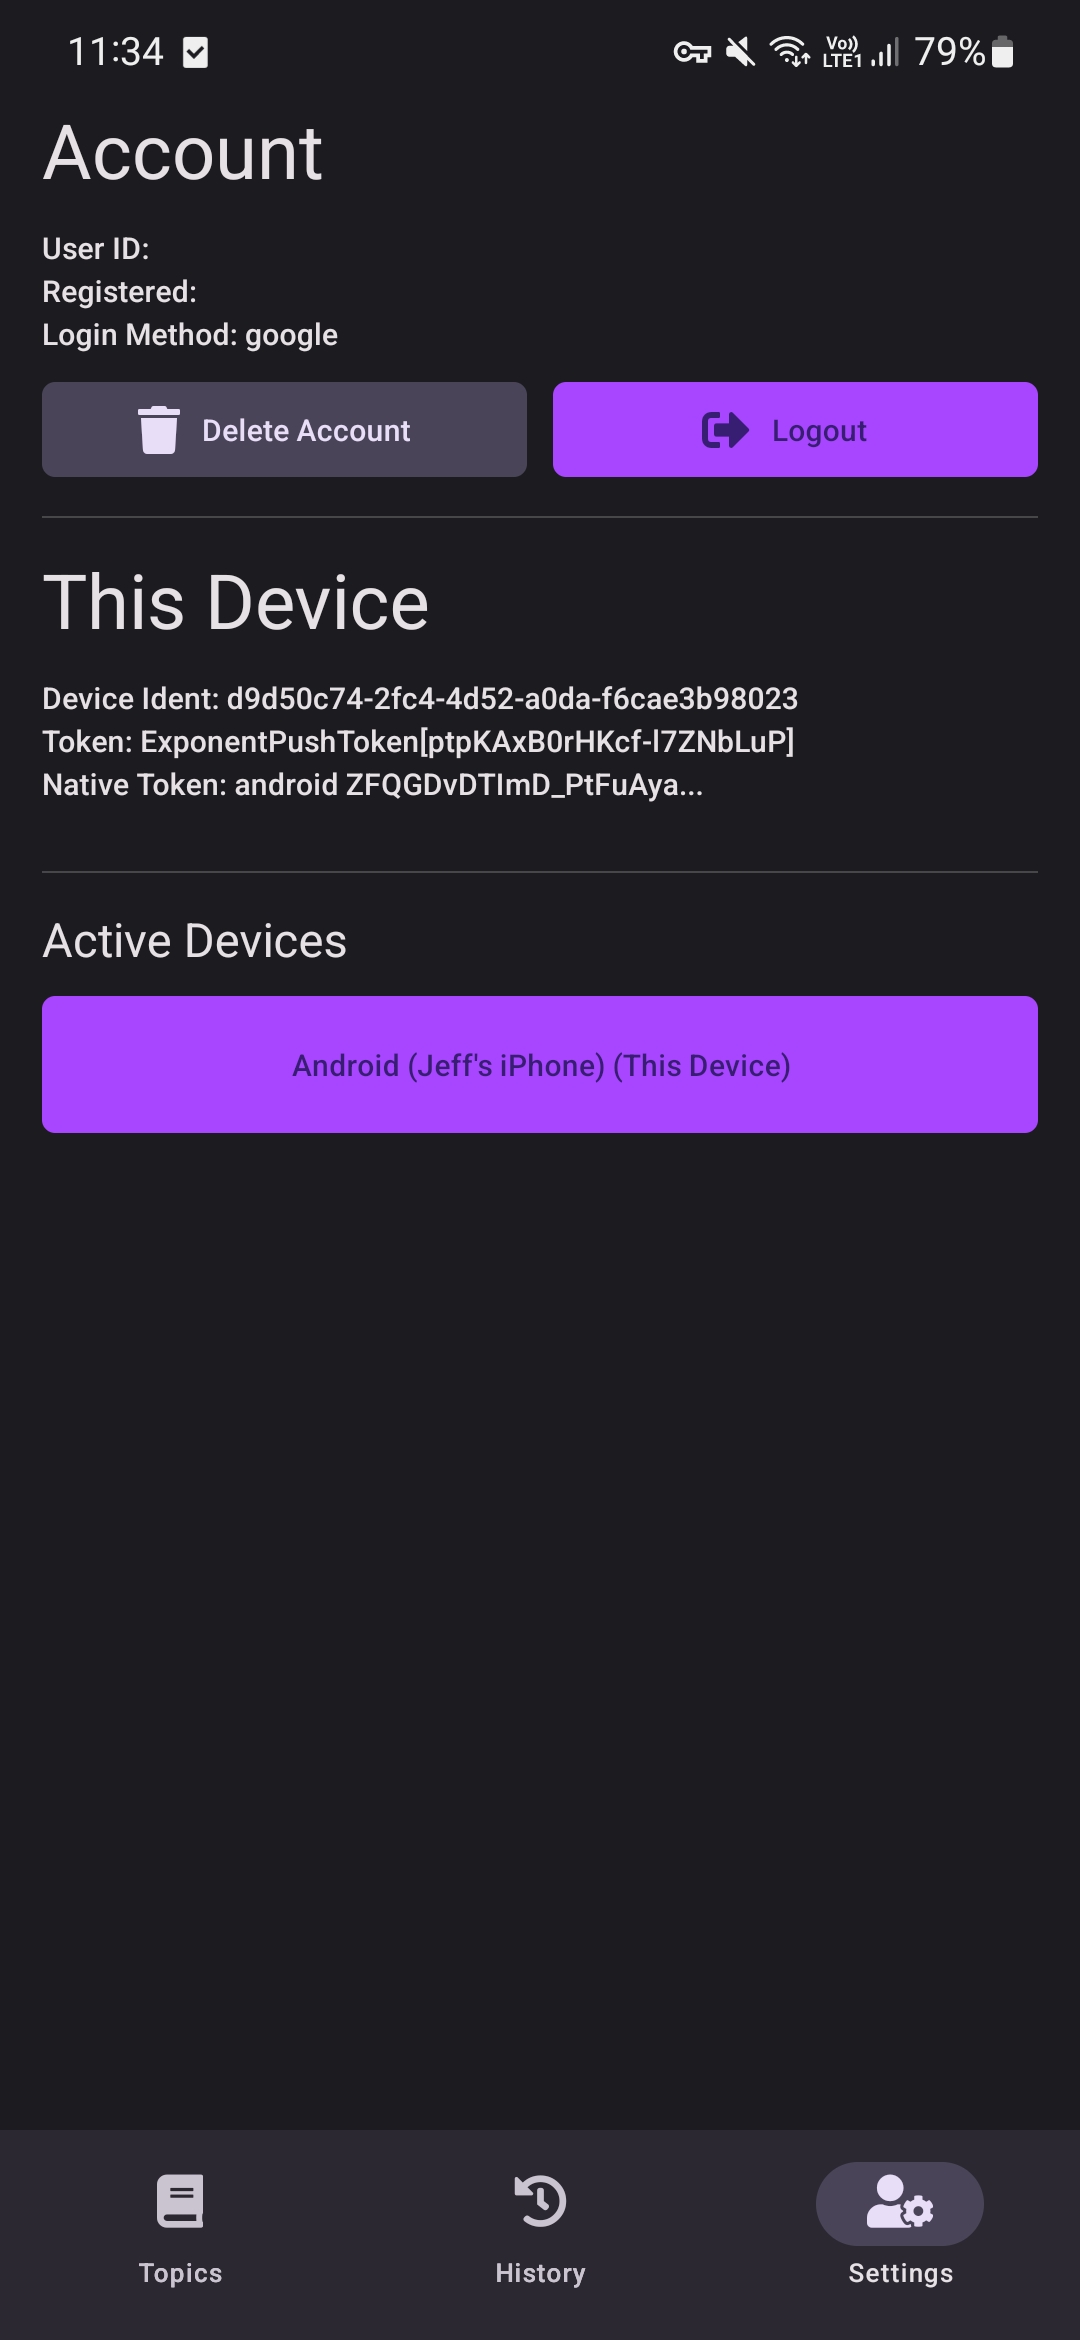 11:34
Vo)) LTE1 79%
Account
User ID:
Registered:
Login Method: google
Delete Account
Logout
This Device
Device Ident: d9d50c74-2fc4-4d52-a0da-f6cae3b98023
Token: ExponentPushToken[ptpKAxB0rHKcf-l7ZNbLuP]
Native Token: android ZFQGDvDTImD_PtFuAya...
Active Devices
Android (Jeff's iPhone) (This Device)
Topics
History
Settings